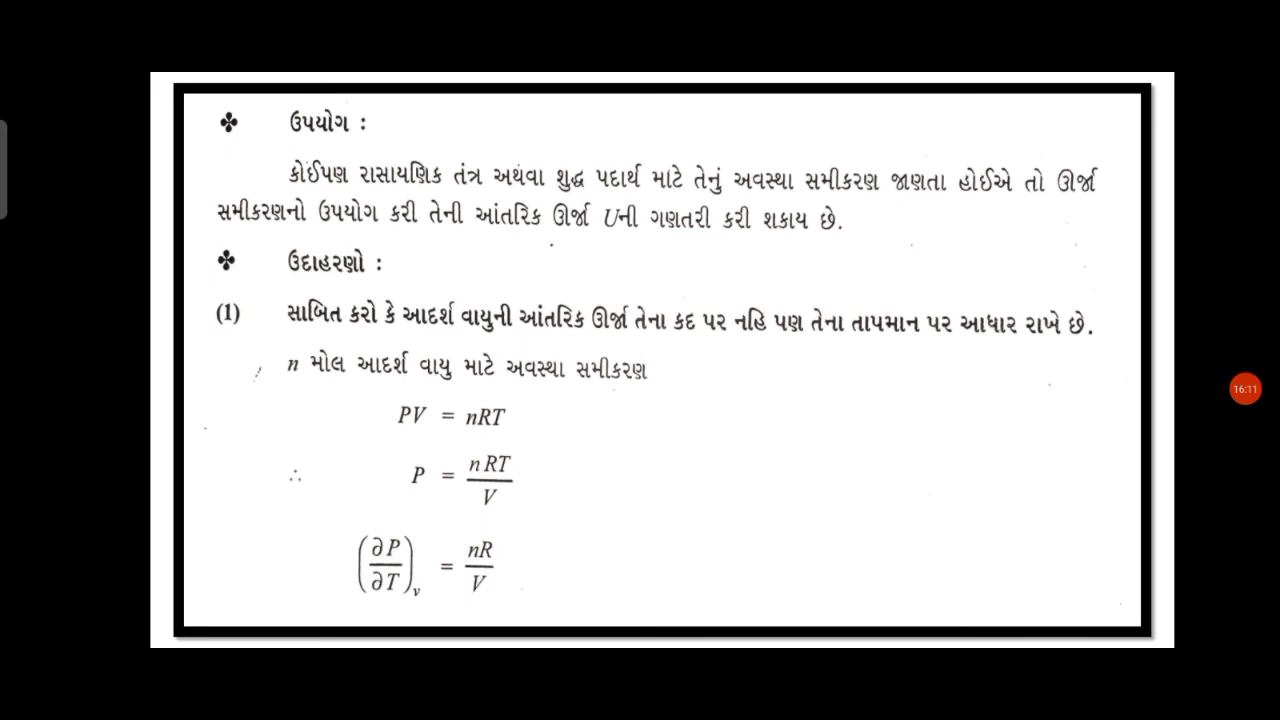 ❖ ઉપયોગ :
કોઈપણ રાસાયણિક તંત્ર અથવા શુદ્ધ પદાર્થ માટે તેનું અવસ્થા સમીકરણ જાણતા હોઈએ તો ઊર્જા
સમીકરણનો ઉપયોગ કરી તેની આંતરિક ઊર્જા Uની ગણતરી કરી શકાય છે.
❖ ઉદાહરણો :
(1) સાબિત કરો કે આદર્શ વાયુની આંતરિક ઊર્જા તેના કદ પર નહિ પણ તેના તાપમાન પર આધાર રાખે છે.
n મોલ આદર્શ વાયુ માટે અવસ્થા સમીકરણ
PV = nRT
∴ P = nRT / V
(∂P / ∂T)v = nR / V
16:11